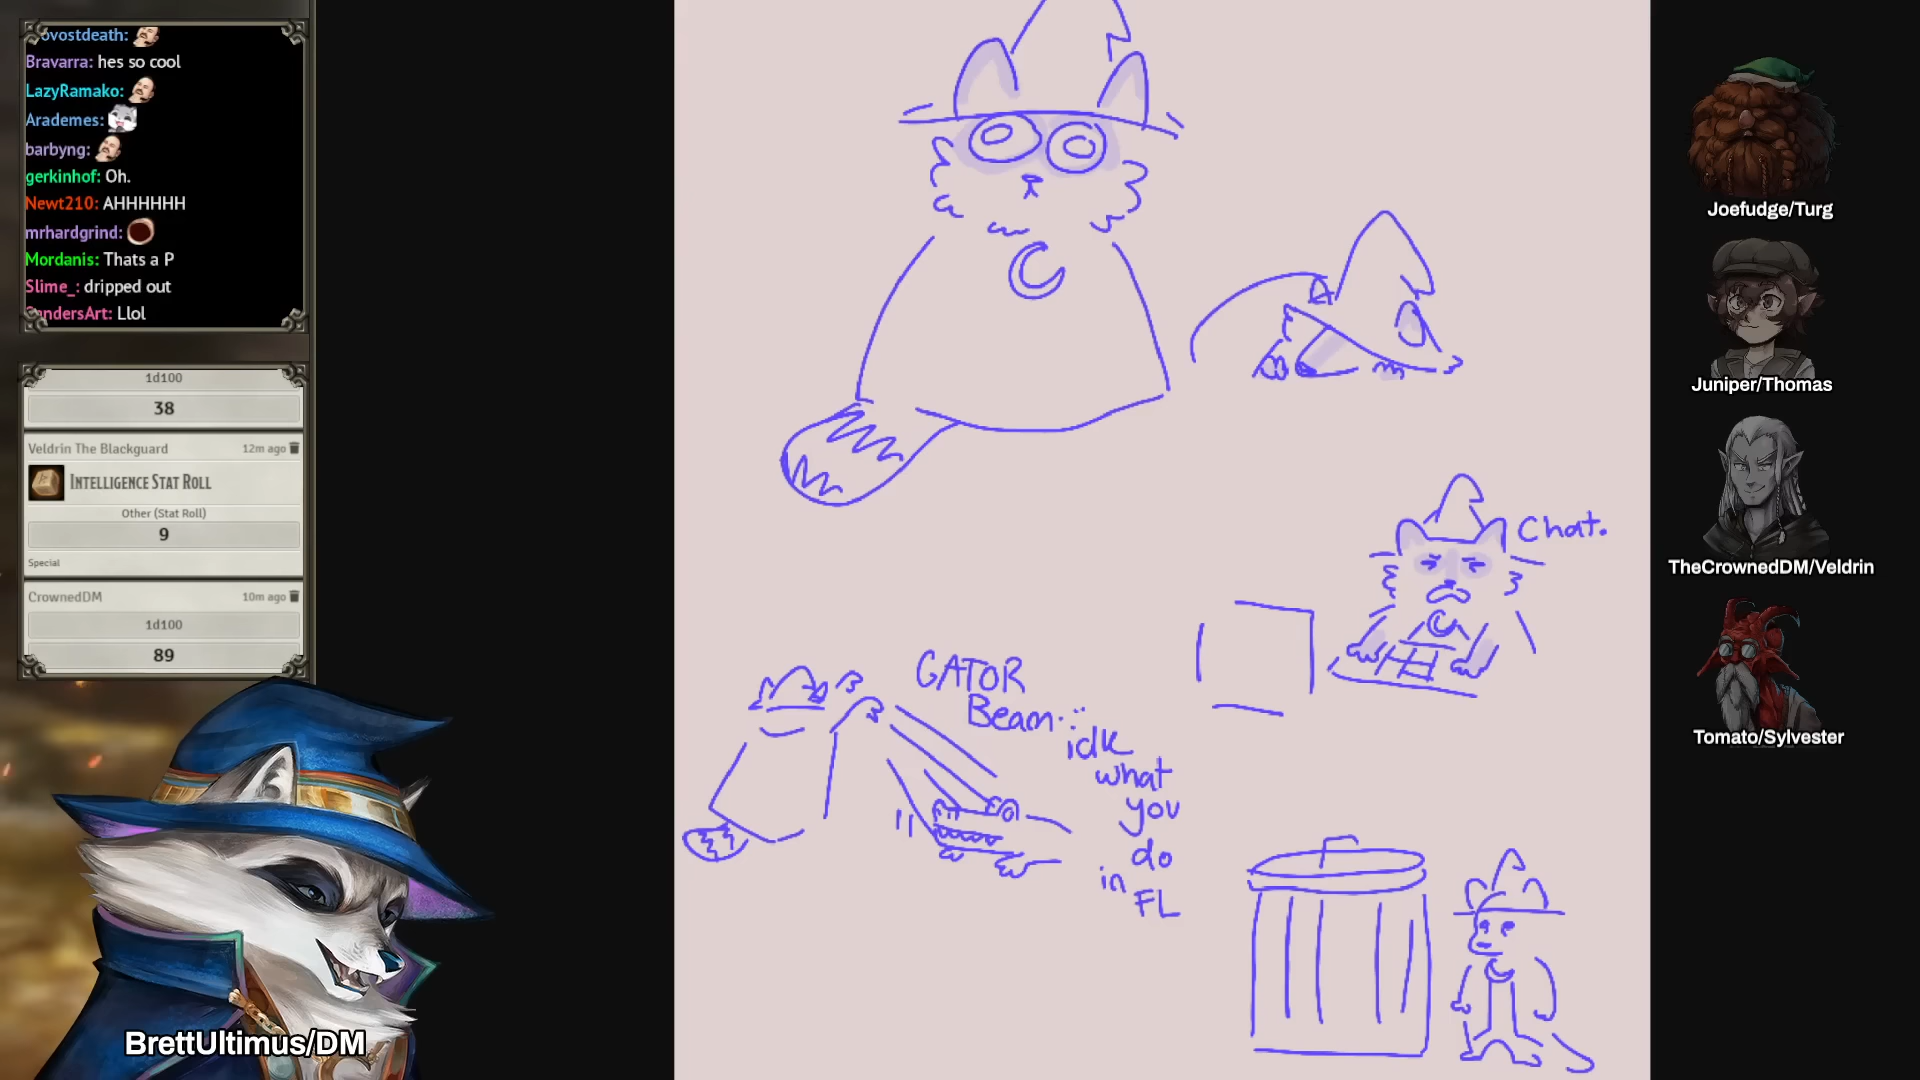 ovostdeath:
Bravarra: hes so cool
LazyRamako:
Arademes:
barbyng:
gerkinhof: Oh.
Newt210: AHHHHHH
mrhardgrind:
Mordanis: Thats a P
Slime_: dripped out
andersArt: Llol
1d100
38
Veldrin The Blackguard 12m ago
Intelligence Stat Roll
Other (Stat Roll)
9
Special
CrownedDM 10m ago
1d100
89
BrettUltimus/DM
Chat.
GATOR
Beam
idk
what
you
do
in
FL
Joefudge/Turg
Juniper/Thomas
TheCrownedDM/Veldrin
Tomato/Sylvester